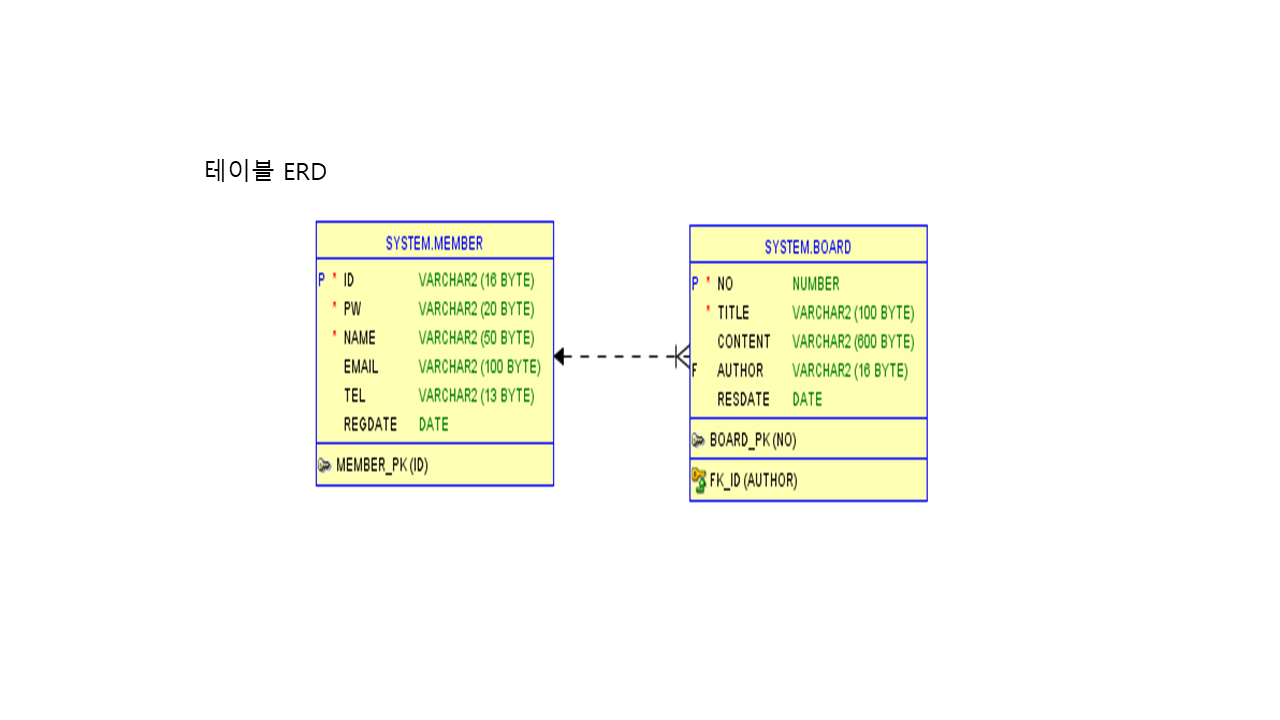 테이블 ERD
SYSTEM.MEMBER
P * ID VARCHAR2 (16 BYTE)
* PW VARCHAR2 (20 BYTE)
* NAME VARCHAR2 (50 BYTE)
EMAIL VARCHAR2 (100 BYTE)
TEL VARCHAR2 (13 BYTE)
REGDATE DATE
MEMBER_PK (ID)
SYSTEM.BOARD
P * NO NUMBER
* TITLE VARCHAR2 (100 BYTE)
CONTENT VARCHAR2 (600 BYTE)
F AUTHOR VARCHAR2 (16 BYTE)
RESDATE DATE
BOARD_PK (NO)
FK_ID (AUTHOR)